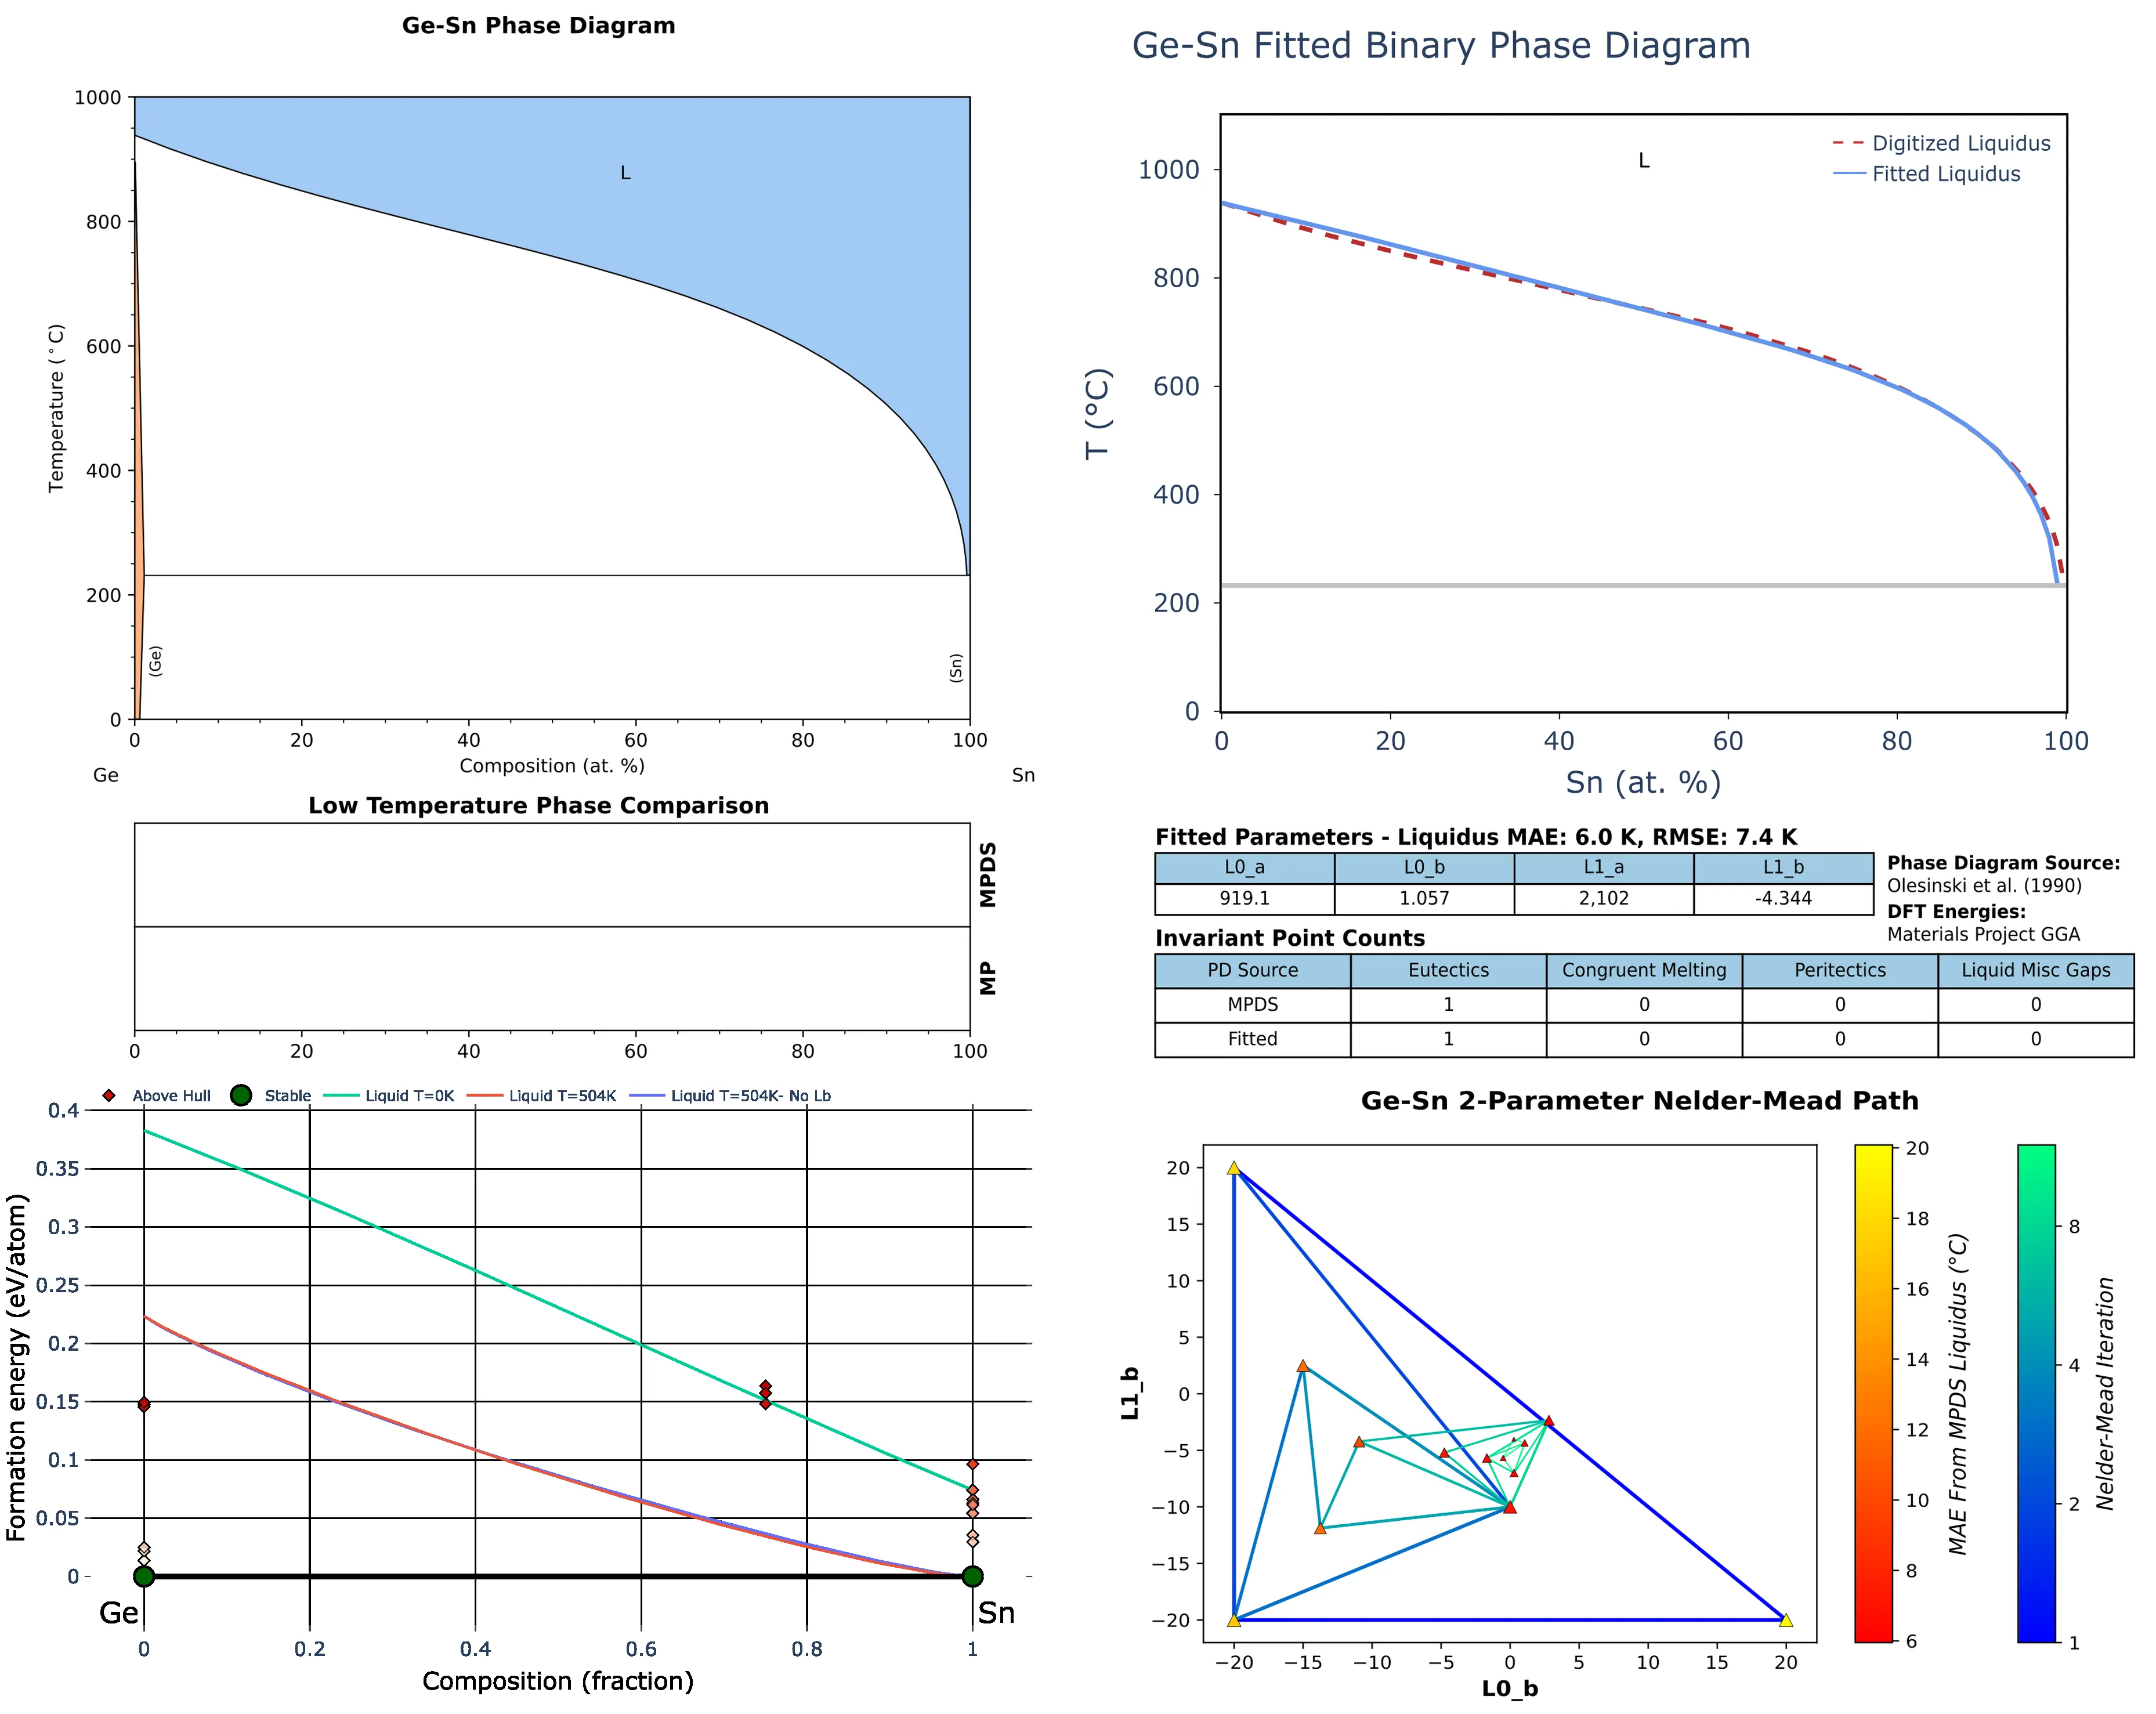 Ge-Sn Phase Diagram
1000
800
600
400
200
0
Temperature (°C)
L
(Ge)
(Sn)
0 20 40 60 80 100
Composition (at. %)
Ge
Sn
Ge-Sn Fitted Binary Phase Diagram
L
Digitized Liquidus
Fitted Liquidus
1000
800
600
400
200
0
T (°C)
0 20 40 60 80 100
Sn (at. %)
Low Temperature Phase Comparison
MPDS
MP
0 20 40 60 80 100
Fitted Parameters - Liquidus MAE: 6.0 K, RMSE: 7.4 K
L0_a L0_b L1_a L1_b
919.1 1.057 2,102 -4.344
Phase Diagram Source:
Olesinski et al. (1990)
DFT Energies:
Materials Project GGA
Invariant Point Counts
PD Source Eutectics Congruent Melting Peritectics Liquid Misc Gaps
MPDS 1 0 0 0
Fitted 1 0 0 0
Above Hull Stable Liquid T=0K Liquid T=504K Liquid T=504K- No Lb
0.4
0.35
0.3
0.25
0.2
0.15
0.1
0.05
0
Formation energy (eV/atom)
Ge
Sn
0 0.2 0.4 0.6 0.8 1
Composition (fraction)
Ge-Sn 2-Parameter Nelder-Mead Path
20
15
10
5
0
−5
−10
−15
−20
L1_b
−20 −15 −10 −5 0 5 10 15 20
L0_b
20
18
16
14
12
10
8
6
MAE From MPDS Liquidus (°C)
8
4
2
1
Nelder-Mead Iteration